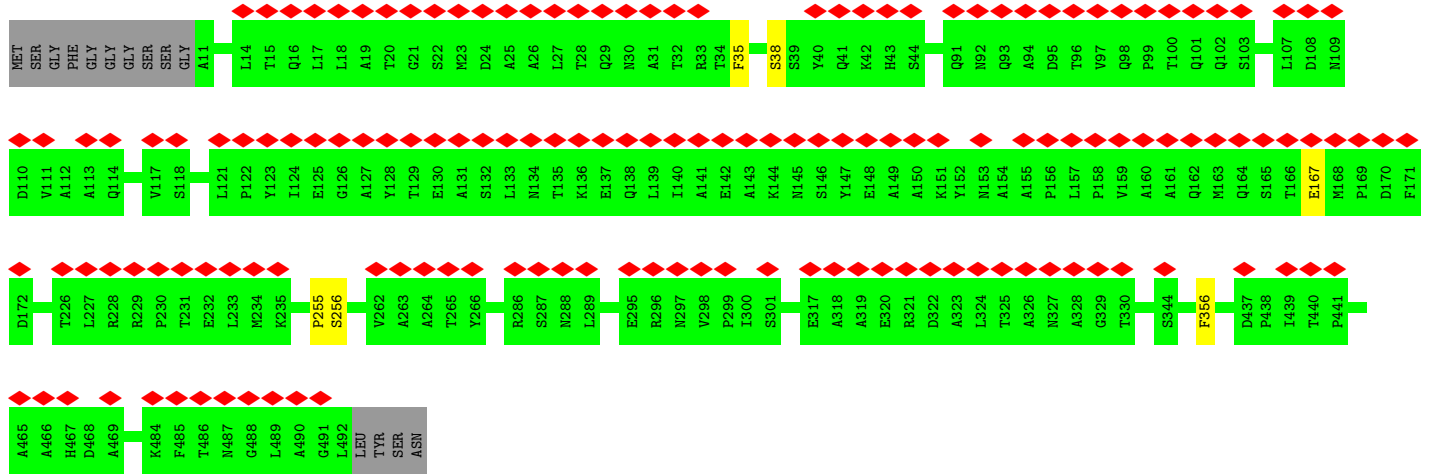 MET SER GLY PHE GLY GLY GLY SER SER GLY A11 L14 T15 Q16 L17 L18 A19 T20 G21 S22 M23 D24 A25 A26 L27 T28 Q29 N30 A31 T32 R33 T34 F35 S38 S39 Y40 Q41 K42 H43 S44 Q91 N92 Q93 A94 D95 T96 V97 Q98 P99 T100 Q101 Q102 S103 L107 D108 N109
D110 V111 A112 A113 Q114 V117 S118 L121 P122 Y123 I124 E125 G126 A127 Y128 T129 E130 A131 S132 L133 N134 T135 K136 E137 Q138 L139 I140 A141 E142 A143 K144 N145 S146 Y147 E148 A149 A150 K151 Y152 N153 A154 A155 P156 L157 P158 V159 A160 A161 Q162 M163 Q164 S165 T166 E167 M168 P169 D170 F171
D172 T226 L227 R228 R229 P230 T231 E232 L233 M234 K235 P255 S256 V262 A263 A264 T265 Y266 R286 S287 N288 L289 E295 R296 N297 V298 P299 I300 S301 E317 A318 A319 E320 R321 D322 A323 L324 T325 A326 N327 A328 G329 T330 S344 F356 D437 P438 I439 T440 P441
A465 A466 H467 D468 A469 K484 F485 T486 N487 G488 L489 A490 G491 L492 LEU TYR SER ASN